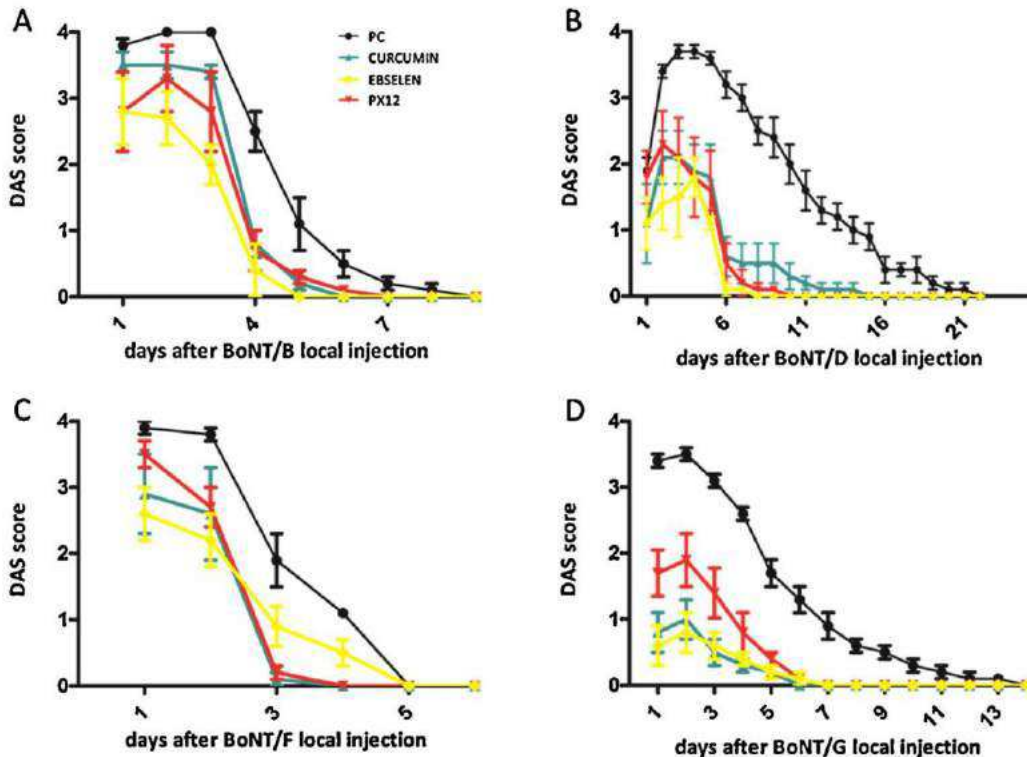 A
DAS score
4
3
2
1
0
1
4
7
days after BoNT/B local injection
PC
CURCUMIN
EBSELEN
PX12
B
DAS score
4
3
2
1
0
1
6
11
16
21
days after BoNT/D local injection
C
DAS score
4
3
2
1
0
1
3
5
days after BoNT/F local injection
D
DAS score
4
3
2
1
0
1
3
5
7
9
11
13
days after BoNT/G local injection